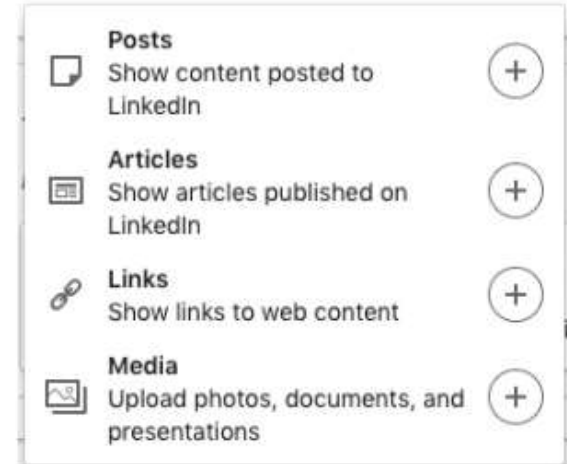 Posts
Show content posted to
LinkedIn
Articles
Show articles published on
LinkedIn
Links
Show links to web content
Media
Upload photos, documents, and
presentations